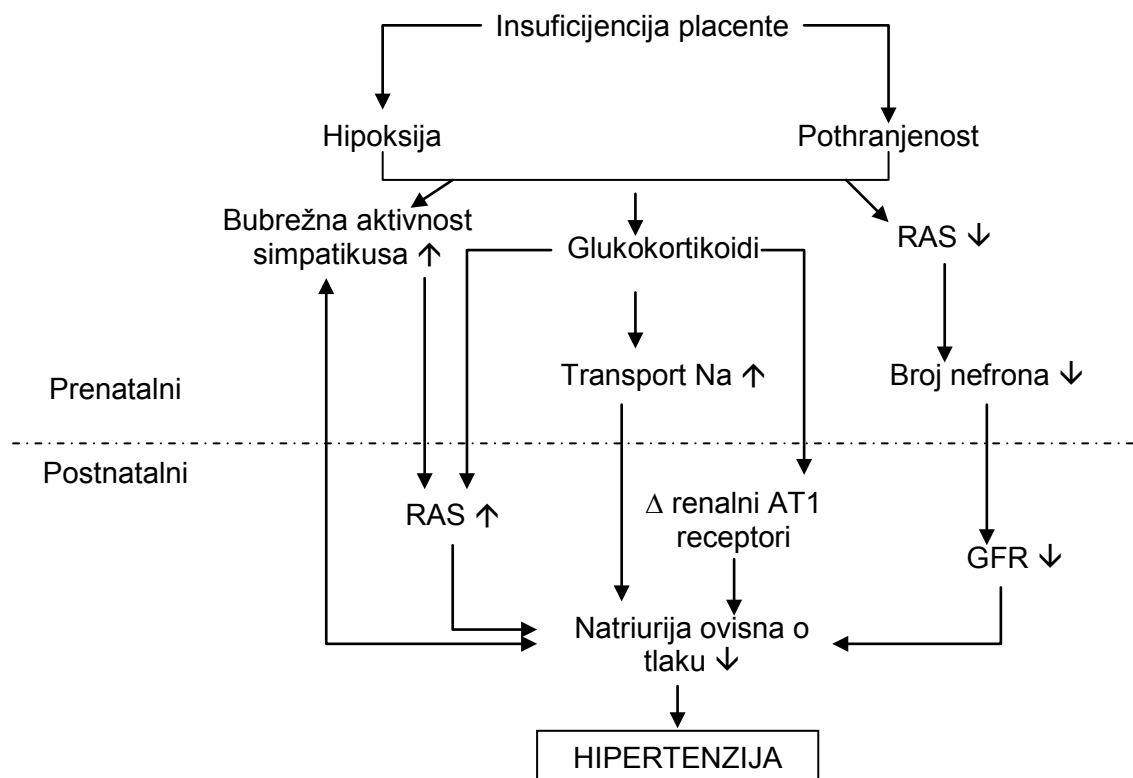 Insuficijencija placente
Hipoksija
Pothranjenost
Bubrežna aktivnost
simpatikusa ↑
Glukokortikoidi
RAS ↓
Transport Na ↑
Broj nefrona ↓
Prenatalni
Postnatalni
RAS ↑
Δ renalni AT1
receptori
GFR ↓
Natriurija ovisna o
tlaku ↓
HIPERTENZIJA